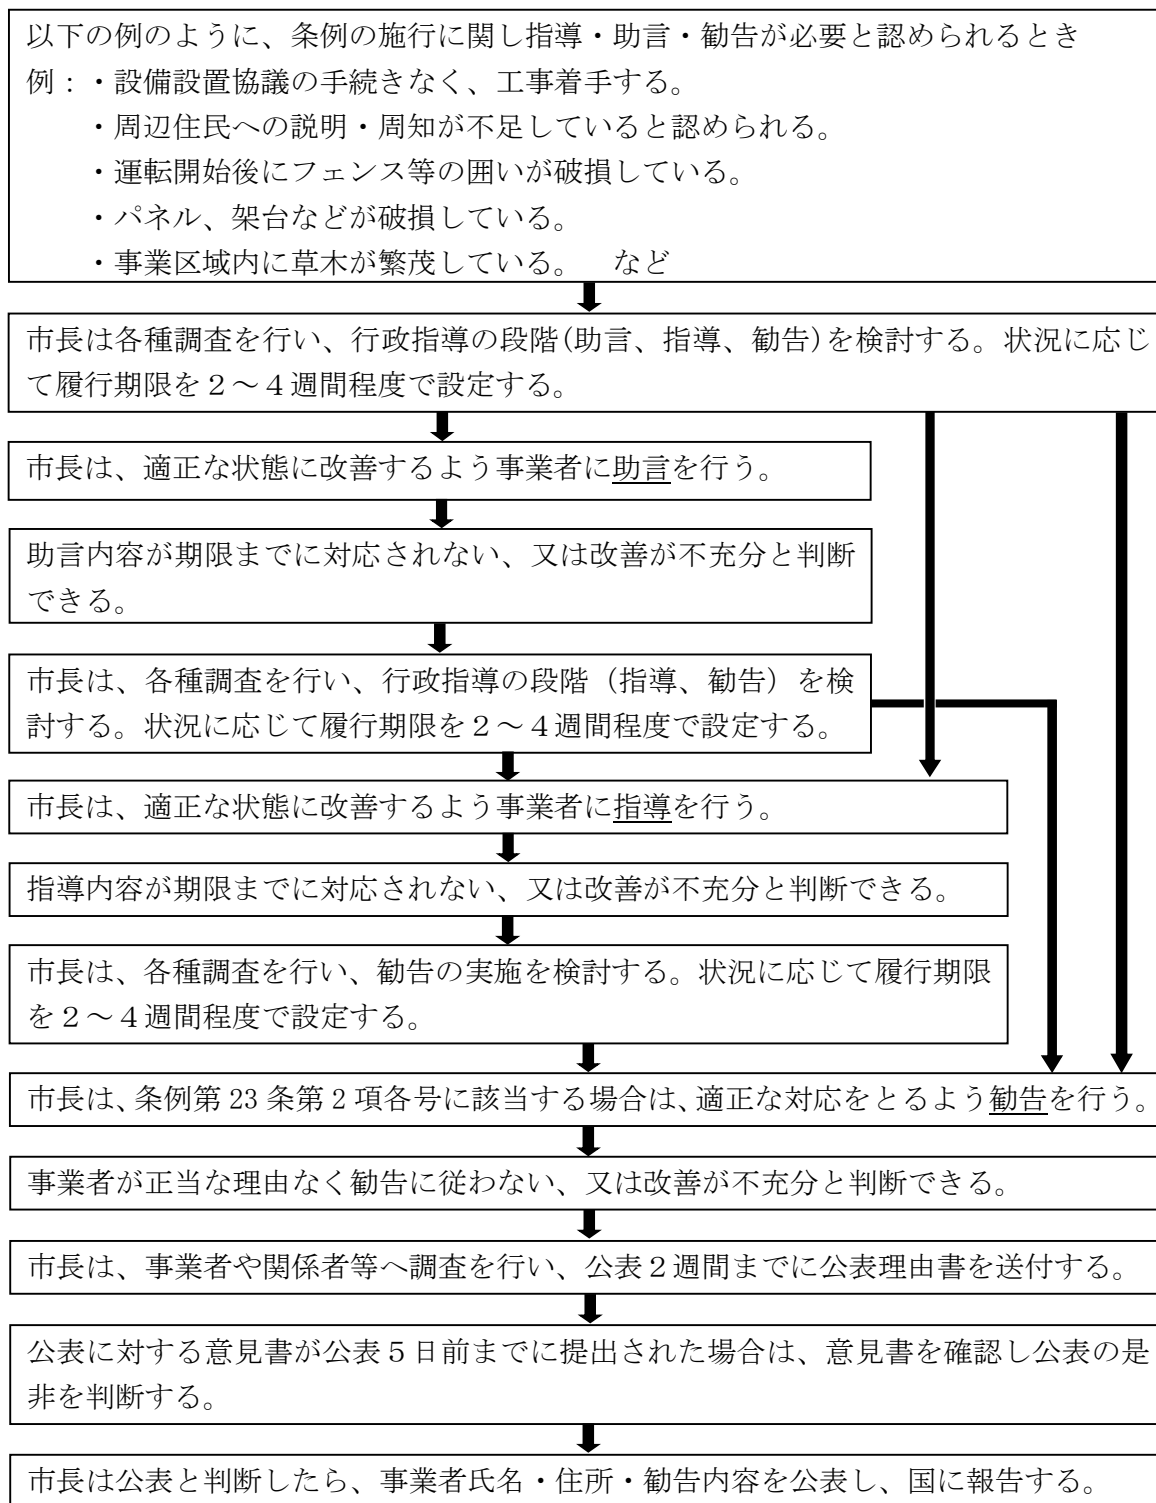 以下の例のように、条例の施行に関し指導・助言・勧告が必要と認められるとき
例：・設備設置協議の手続きなく、工事着手する。
・周辺住民への説明・周知が不足していると認められる。
・運転開始後にフェンス等の囲いが破損している。
・パネル、架台などが破損している。
・事業区域内に草木が繁茂している。　など
市長は各種調査を行い、行政指導の段階(助言、指導、勧告)を検討する。状況に応じ
て履行期限を２～４週間程度で設定する。
市長は、適正な状態に改善するよう事業者に助言を行う。
助言内容が期限までに対応されない、又は改善が不充分と判断
できる。
市長は、各種調査を行い、行政指導の段階（指導、勧告）を検
討する。状況に応じて履行期限を２～４週間程度で設定する。
市長は、適正な状態に改善するよう事業者に指導を行う。
指導内容が期限までに対応されない、又は改善が不充分と判断できる。
市長は、各種調査を行い、勧告の実施を検討する。状況に応じて履行期限
を２～４週間程度で設定する。
市長は、条例第 23 条第２項各号に該当する場合は、適正な対応をとるよう勧告を行う。
事業者が正当な理由なく勧告に従わない、又は改善が不充分と判断できる。
市長は、事業者や関係者等へ調査を行い、公表２週間までに公表理由書を送付する。
公表に対する意見書が公表５日前までに提出された場合は、意見書を確認し公表の是
非を判断する。
市長は公表と判断したら、事業者氏名・住所・勧告内容を公表し、国に報告する。